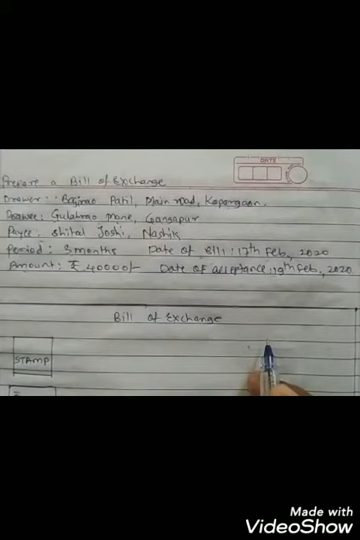 DATE
Prepare a Bill of Exchange
Drawer: Bajirao Patil, Main road, Kopargaon.
Drawee: Gulabrao mane, Gangapur
Payee: Shital Joshi, Nashik
Period: 3 months Date of Bill: 17th Feb, 2020
Amount: ₹ 40000/- Date of acceptance: 19th Feb, 2020
Bill of Exchange
STAMP
Made with
VideoShow